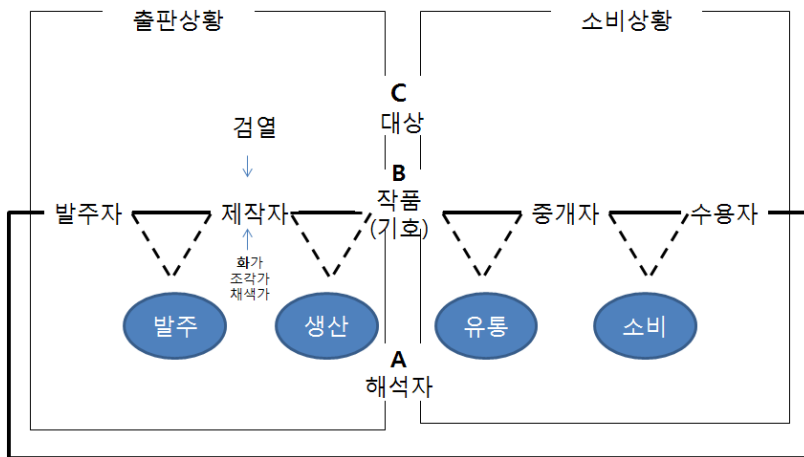 출판상황
소비상황
C
대상
검열
B
발주자
제작자
작품
(기호)
중개자
수용자
화가
조각가
채색가
발주
생산
유통
소비
A
해석자